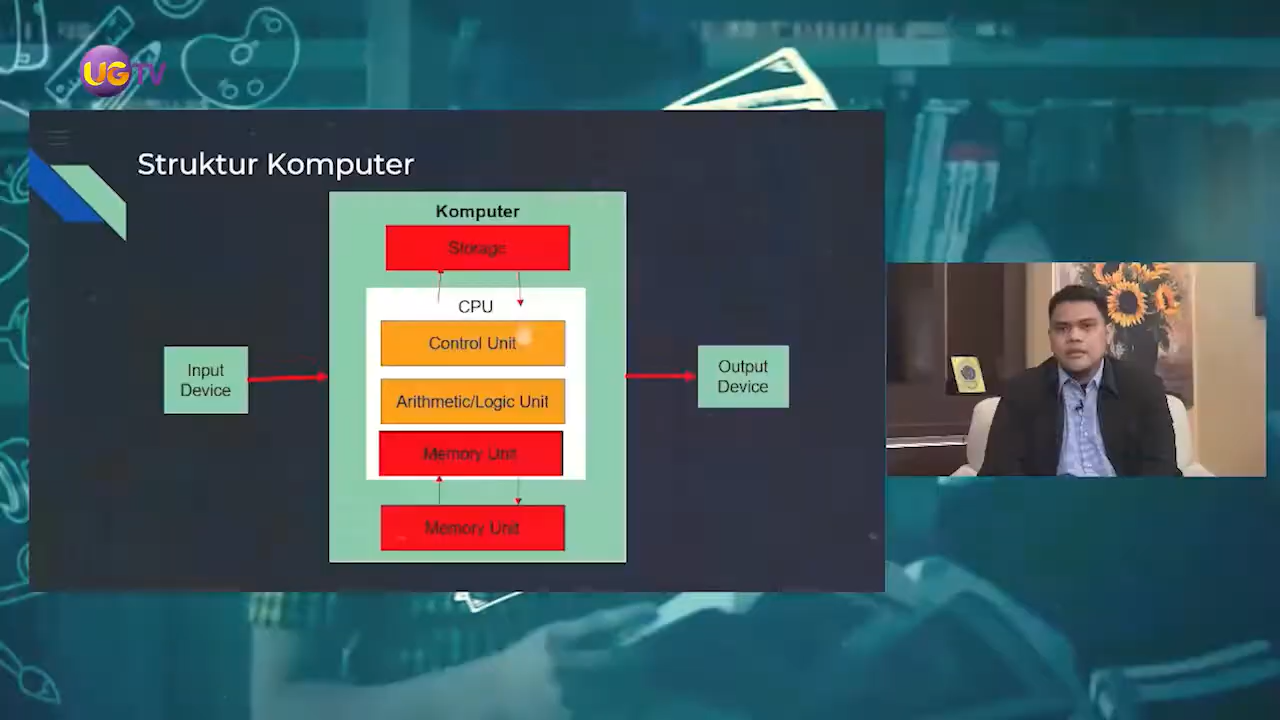 UGTV
Struktur Komputer
Komputer
Storage
CPU
Control Unit
Arithmetic/Logic Unit
Memory Unit
Memory Unit
Input
Device
Output
Device